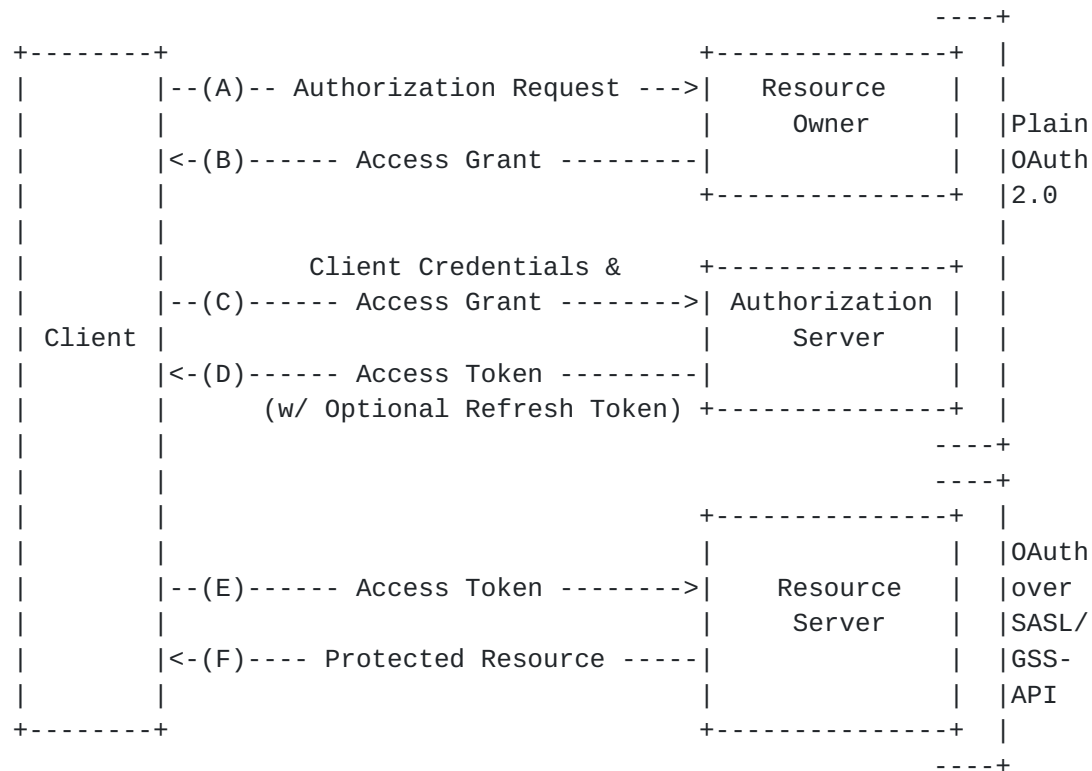 ----+
+--------+                                  +---------------+  |
|        |--(A)-- Authorization Request --->|   Resource    |  |
|        |                                  |     Owner     |  |Plain
|        |<-(B)------ Access Grant ---------|               |  |OAuth
|        |                                  +---------------+  |2.0
|        |                                                     |
|        |         Client Credentials &     +---------------+  |
|        |--(C)------ Access Grant -------->| Authorization |  |
| Client |                                  |     Server    |  |
|        |<-(D)------ Access Token ---------|               |  |
|        |      (w/ Optional Refresh Token) +---------------+  |
|        |                                                 ----+
|        |                                                 ----+
|        |                                  +---------------+  |
|        |                                  |               |  |OAuth
|        |--(E)------ Access Token -------->|    Resource   |  |over
|        |                                  |     Server    |  |SASL/
|        |<-(F)---- Protected Resource -----|               |  |GSS-
|        |                                  |               |  |API
+--------+                                  +---------------+  |
                                                           ----+